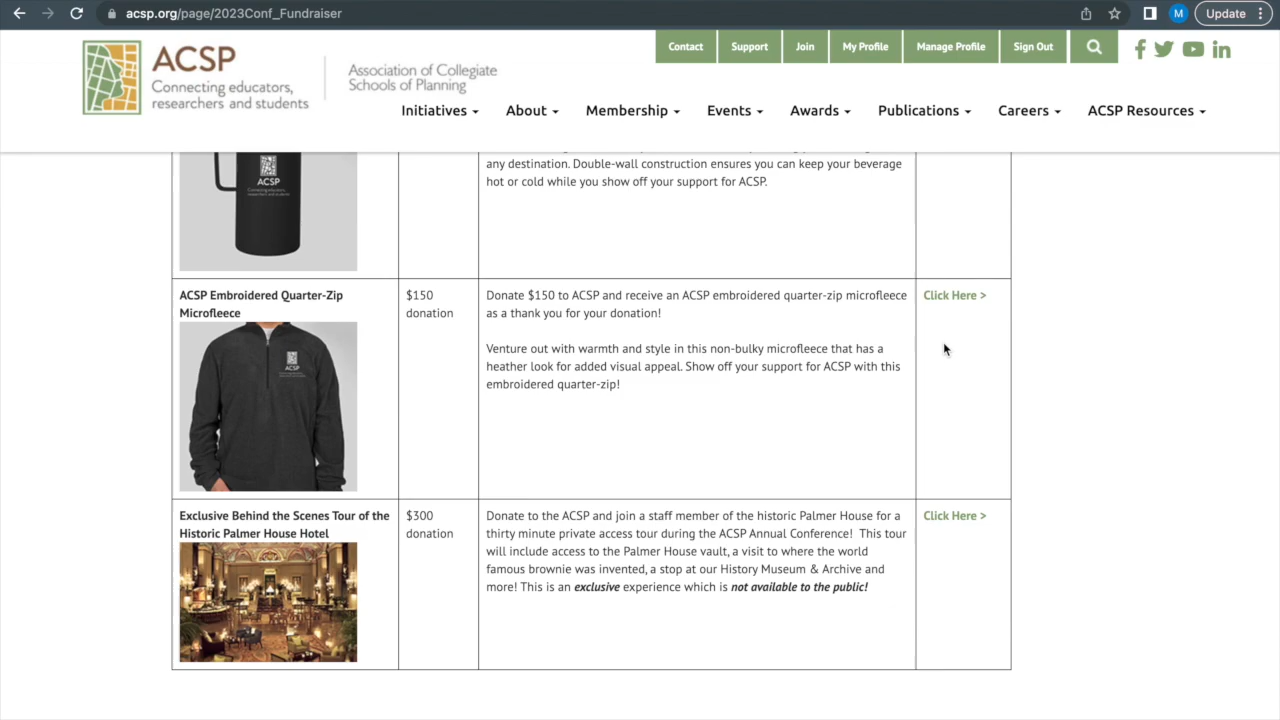 acsp.org/page/2023Conf_Fundraiser
M
Update
ACSP
Connecting educators,
researchers and students
Association of Collegiate
Schools of Planning
Contact
Support
Join
My Profile
Manage Profile
Sign Out
Initiatives
About
Membership
Events
Awards
Publications
Careers
ACSP Resources
ACSP
Connecting educators,
researchers and students
any destination. Double-wall construction ensures you can keep your beverage
hot or cold while you show off your support for ACSP.
ACSP Embroidered Quarter-Zip
Microfleece
ACSP
$150
donation
Donate $150 to ACSP and receive an ACSP embroidered quarter-zip microfleece
as a thank you for your donation!
Venture out with warmth and style in this non-bulky microfleece that has a
heather look for added visual appeal. Show off your support for ACSP with this
embroidered quarter-zip!
Click Here >
Exclusive Behind the Scenes Tour of the
Historic Palmer House Hotel
$300
donation
Donate to the ACSP and join a staff member of the historic Palmer House for a
thirty minute private access tour during the ACSP Annual Conference! This tour
will include access to the Palmer House vault, a visit to where the world
famous brownie was invented, a stop at our History Museum & Archive and
more! This is an exclusive experience which is not available to the public!
Click Here >